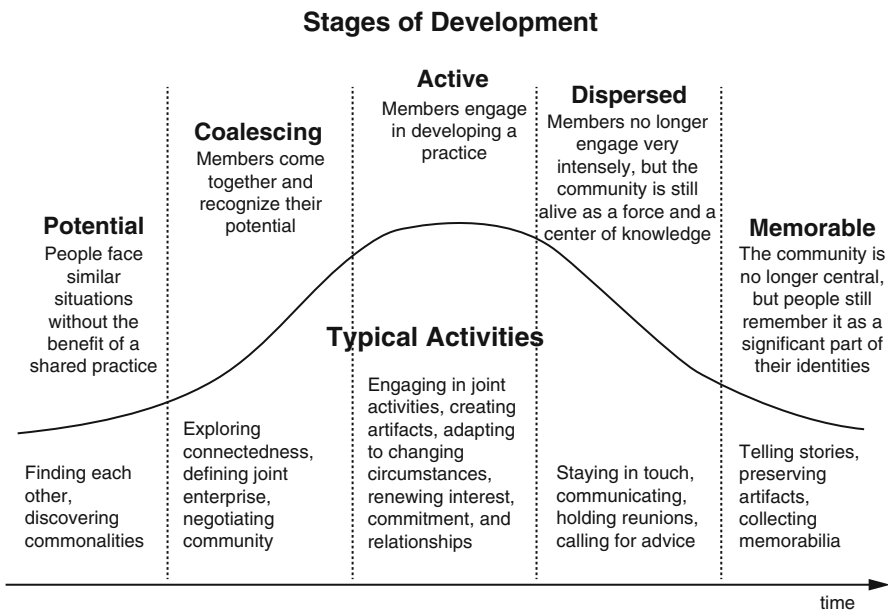 Stages of Development
Potential
People face
similar
situations
without the
benefit of a
shared practice
Coalescing
Members come
together and
recognize their
potential
Active
Members engage
in developing a
practice
Dispersed
Members no longer
engage very
intensely, but the
community is still
alive as a force and a
center of knowledge
Memorable
The community is
no longer central,
but people still
remember it as a
significant part of
their identities
Typical Activities
Finding each
other,
discovering
commonalities
Exploring
connectedness,
defining joint
enterprise,
negotiating
community
Engaging in joint
activities, creating
artifacts, adapting
to changing
circumstances,
renewing interest,
commitment, and
relationships
Staying in touch,
communicating,
holding reunions,
calling for advice
Telling stories,
preserving
artifacts,
collecting
memorabilia
time